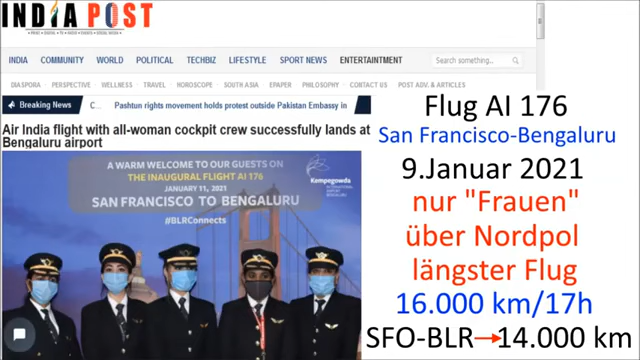 INDIA POST
INDIA COMMUNITY WORLD POLITICAL TECHBIZ LIFESTYLE SPORT NEWS ENTERTAINTMENT
Search something..
DIASPORA PERSPECTIVE WELLNESS TRAVEL HOROSCOPE SOUTH ASIA EPAPER PHILOSOPHY CONTACT US POST ADV. & ARTICLES
Breaking News C... Pashtun rights movement holds protest outside Pakistan Embassy in
Air India flight with all-woman cockpit crew successfully lands at
Bengaluru airport
A WARM WELCOME TO OUR GUESTS ON
THE INAUGURAL FLIGHT AI 176
JANUARY 11, 2021
SAN FRANCISCO TO BENGALURU
#BLRConnects
Kempegowda
INTERNATIONAL
AIRPORT
BENGALURU
Flug AI 176
San Francisco-Bengaluru
9.Januar 2021
nur "Frauen"
über Nordpol
längster Flug
16.000 km/17h
SFO-BLR→14.000 km